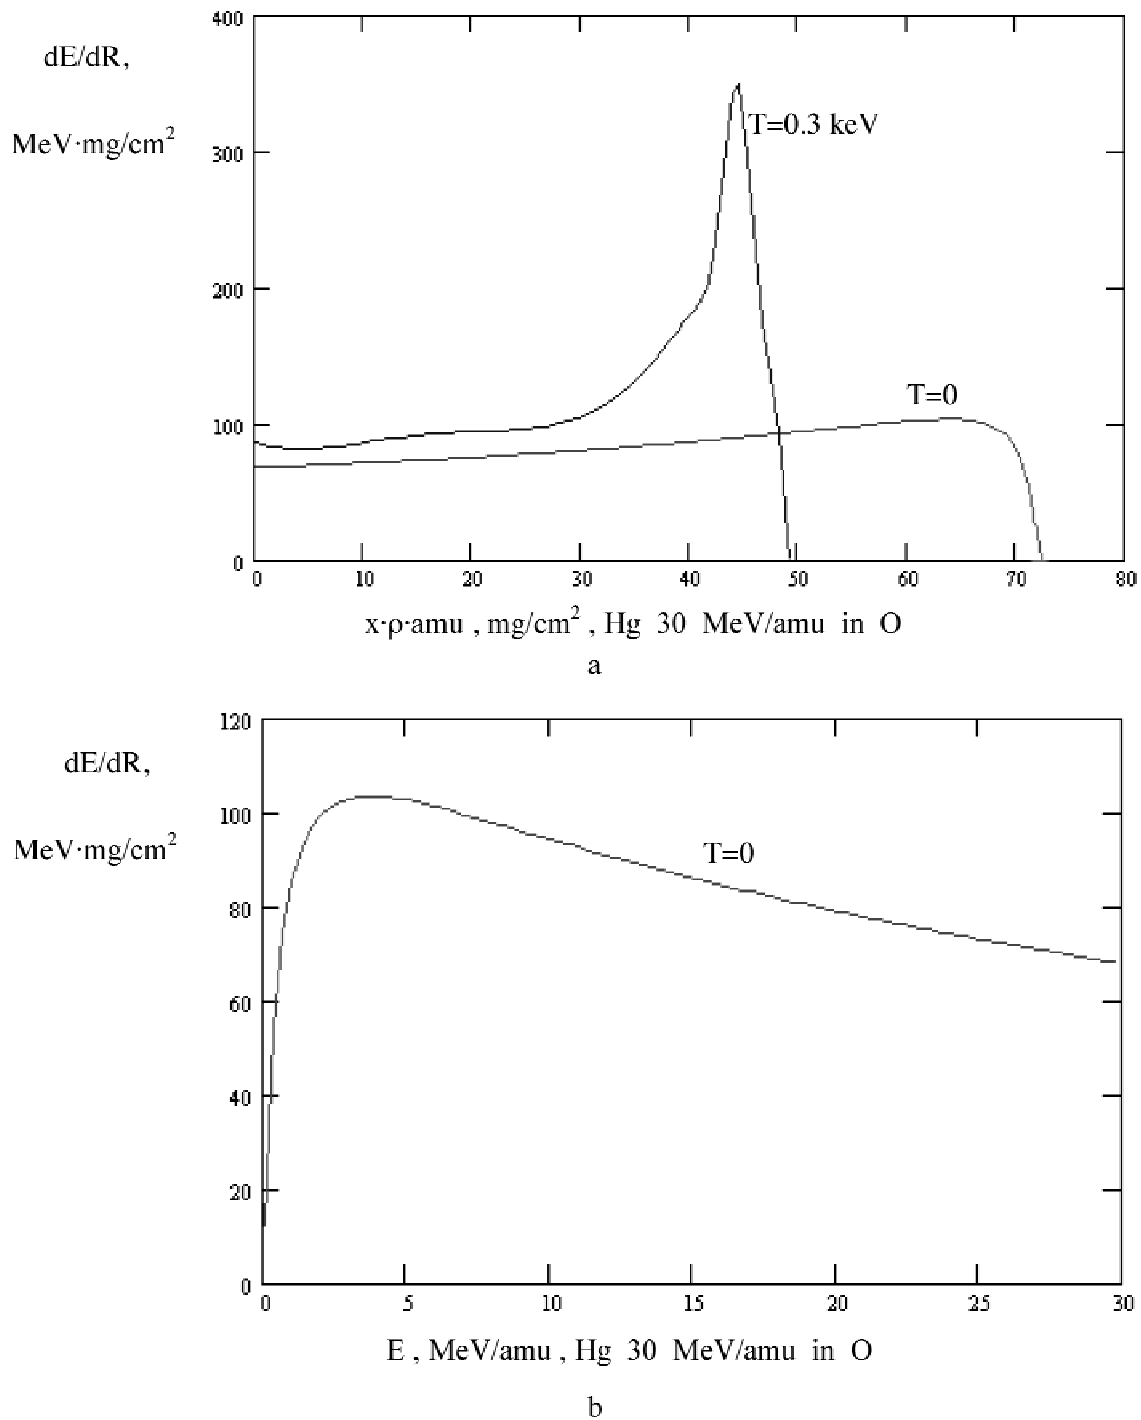 400
dE/dR,
MeV·mg/cm²
T=0.3 keV
300
200
T=0
100
0
0 10 20 30 40 50 60 70 80
x·ρ·amu , mg/cm² , Hg 30 MeV/amu in O
a
120
dE/dR,
MeV·mg/cm²
100
T=0
80
60
40
20
0
0 5 10 15 20 25 30
E , MeV/amu , Hg 30 MeV/amu in O
b